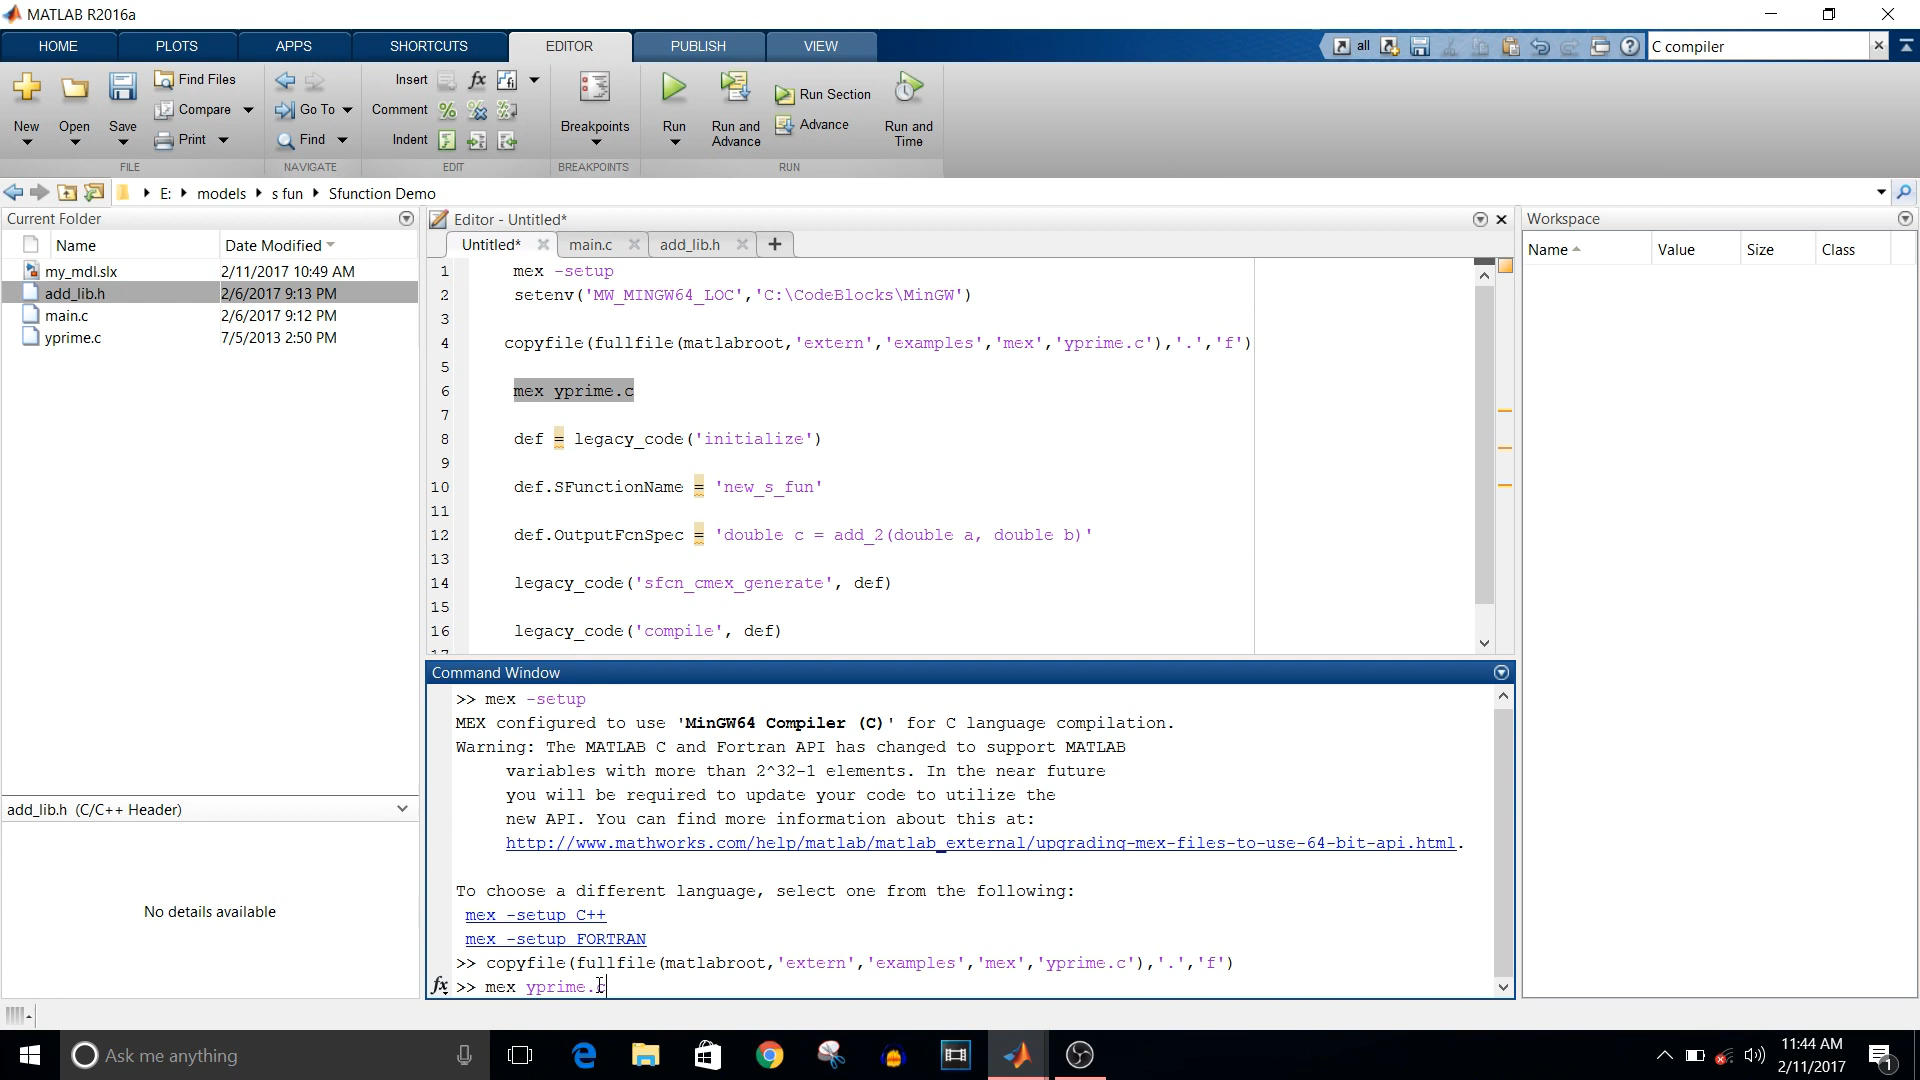 MATLAB R2016a
HOME PLOTS APPS SHORTCUTS EDITOR PUBLISH VIEW all C compiler
Find Files Insert fx
Compare Go To Comment Run Section
New Open Save Print Find Indent Breakpoints Run Run and Advance Advance Run and Time
FILE NAVIGATE EDIT BREAKPOINTS RUN
E: models s fun Sfunction Demo
Current Folder
Name Date Modified
my_mdl.slx 2/11/2017 10:49 AM
add_lib.h 2/6/2017 9:13 PM
main.c 2/6/2017 9:12 PM
yprime.c 7/5/2013 2:50 PM
add_lib.h (C/C++ Header)
No details available
Editor - Untitled*
Untitled* main.c add_lib.h
1 mex -setup
2 setenv('MW_MINGW64_LOC','C:\CodeBlocks\MinGW')
3
4 copyfile(fullfile(matlabroot,'extern','examples','mex','yprime.c'),'.','f')
5
6 mex yprime.c
7
8 def = legacy_code('initialize')
9
10 def.SFunctionName = 'new_s_fun'
11
12 def.OutputFcnSpec = 'double c = add_2(double a, double b)'
13
14 legacy_code('sfcn_cmex_generate', def)
15
16 legacy_code('compile', def)
Command Window
>> mex -setup
MEX configured to use 'MinGW64 Compiler (C)' for C language compilation.
Warning: The MATLAB C and Fortran API has changed to support MATLAB
variables with more than 2^32-1 elements. In the near future
you will be required to update your code to utilize the
new API. You can find more information about this at:
http://www.mathworks.com/help/matlab/matlab_external/upgrading-mex-files-to-use-64-bit-api.html.
To choose a different language, select one from the following:
mex -setup C++
mex -setup FORTRAN
>> copyfile(fullfile(matlabroot,'extern','examples','mex','yprime.c'),'.','f')
fx >> mex yprime.c
Workspace
Name Value Size Class
Ask me anything
11:44 AM
2/11/2017
1